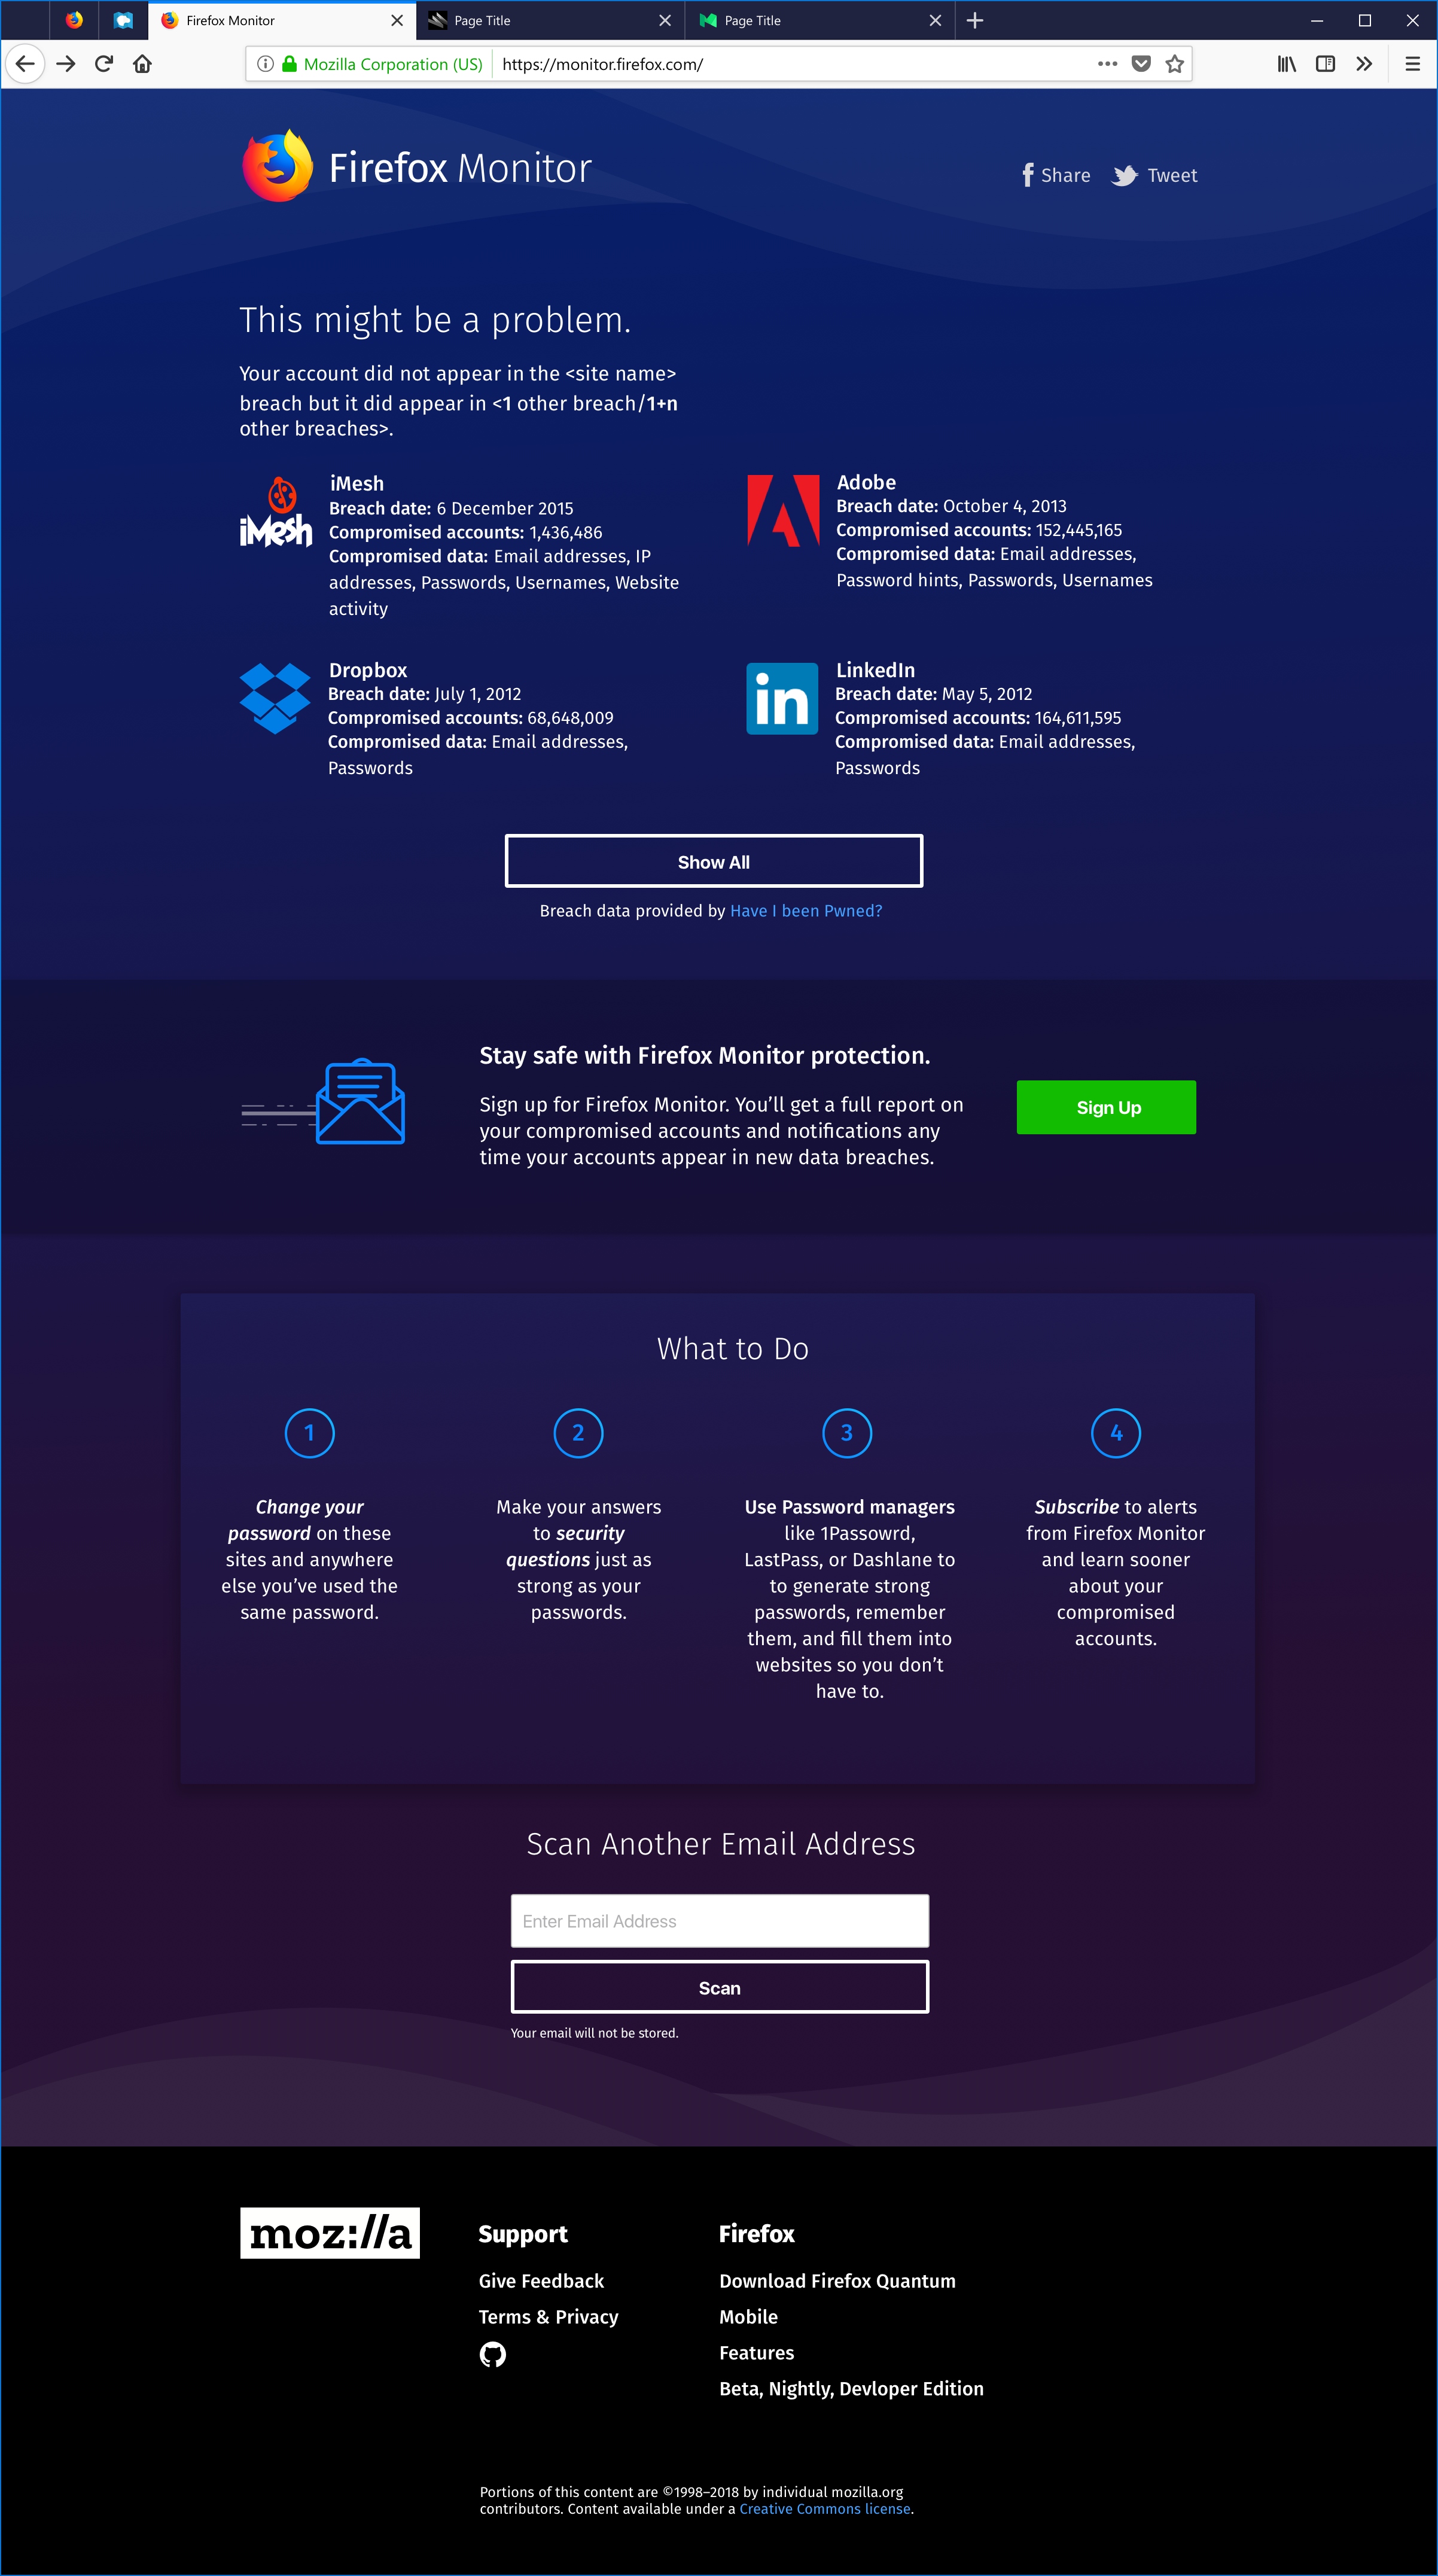 Firefox Monitor
Page Title
Page Title
Mozilla Corporation (US)
https://monitor.firefox.com/
Firefox Monitor
Share
Tweet
This might be a problem.
Your account did not appear in the <site name>
breach but it did appear in <1 other breach/1+n
other breaches>.
iMesh
iMesh
Breach date: 6 December 2015
Compromised accounts: 1,436,486
Compromised data: Email addresses, IP
addresses, Passwords, Usernames, Website
activity
Adobe
Breach date: October 4, 2013
Compromised accounts: 152,445,165
Compromised data: Email addresses,
Password hints, Passwords, Usernames
Dropbox
Breach date: July 1, 2012
Compromised accounts: 68,648,009
Compromised data: Email addresses,
Passwords
in
LinkedIn
Breach date: May 5, 2012
Compromised accounts: 164,611,595
Compromised data: Email addresses,
Passwords
Show All
Breach data provided by Have I been Pwned?
Stay safe with Firefox Monitor protection.
Sign up for Firefox Monitor. You’ll get a full report on
your compromised accounts and notifications any
time your accounts appear in new data breaches.
Sign Up
What to Do
1
Change your
password on these
sites and anywhere
else you’ve used the
same password.
2
Make your answers
to security
questions just as
strong as your
passwords.
3
Use Password managers
like 1Passowrd,
LastPass, or Dashlane to
to generate strong
passwords, remember
them, and fill them into
websites so you don’t
have to.
4
Subscribe to alerts
from Firefox Monitor
and learn sooner
about your
compromised
accounts.
Scan Another Email Address
Enter Email Address
Scan
Your email will not be stored.
moz://a
Support
Give Feedback
Terms & Privacy
Firefox
Download Firefox Quantum
Mobile
Features
Beta, Nightly, Devloper Edition
Portions of this content are ©1998–2018 by individual mozilla.org
contributors. Content available under a Creative Commons license.